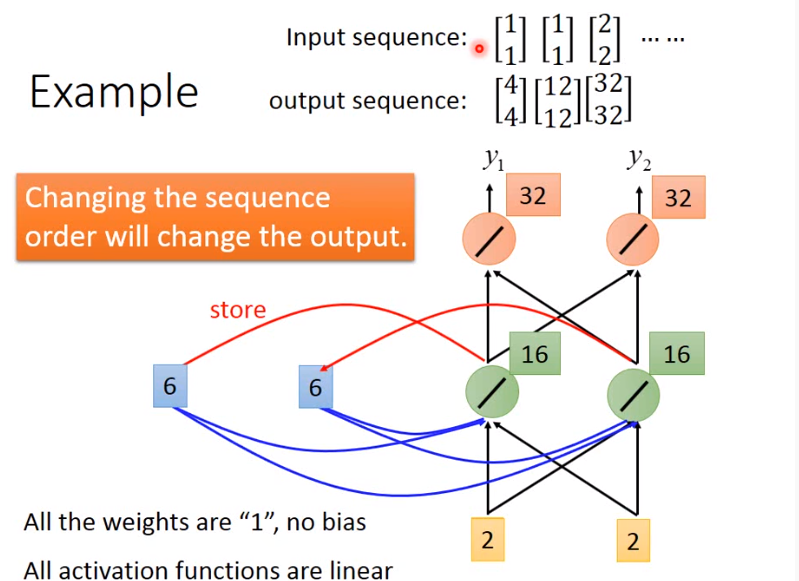 Input sequence: [1 1] [1 1] [2 2] … …
Example
output sequence: [4 4] [12 12] [32 32]
y₁ y₂
32 32
Changing the sequence
order will change the output.
store
16 16
6 6
All the weights are “1”, no bias
2 2
All activation functions are linear